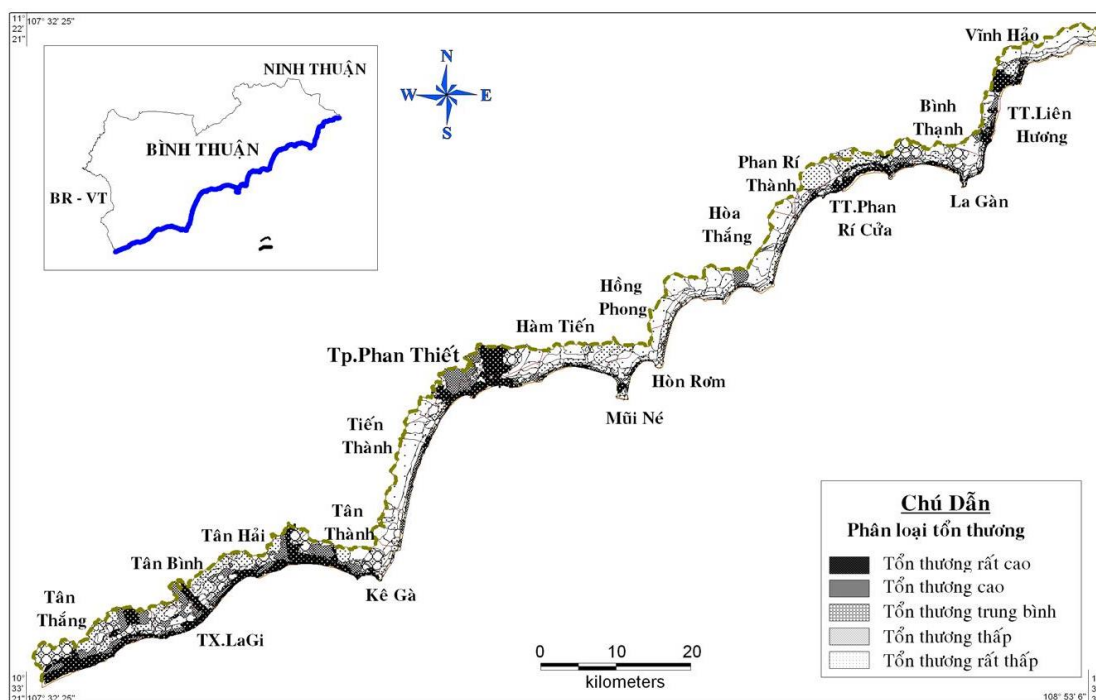 11°
22'
21"
107° 32' 25"
NINH THUẬN
BÌNH THUẬN
BR - VT
N
W
E
S
Vĩnh Hảo
TT.Liên
Hương
Bình
Thạnh
La Gàn
Phan Rí
Thành
TT.Phan
Rí Cửa
Hòa
Thắng
Hồng
Phong
Hàm Tiến
Hòn Rơm
Mũi Né
Tp.Phan Thiết
Tiến
Thành
Tân
Thành
Kê Gà
Tân Hải
Tân Bình
TX.LaGi
Tân
Thắng
0 10 20
kilometers
Chú Dẫn
Phân loại tổn thương
Tổn thương rất cao
Tổn thương cao
Tổn thương trung bình
Tổn thương thấp
Tổn thương rất thấp
10°
33'
21"
107° 32' 25"
108° 53' 6"